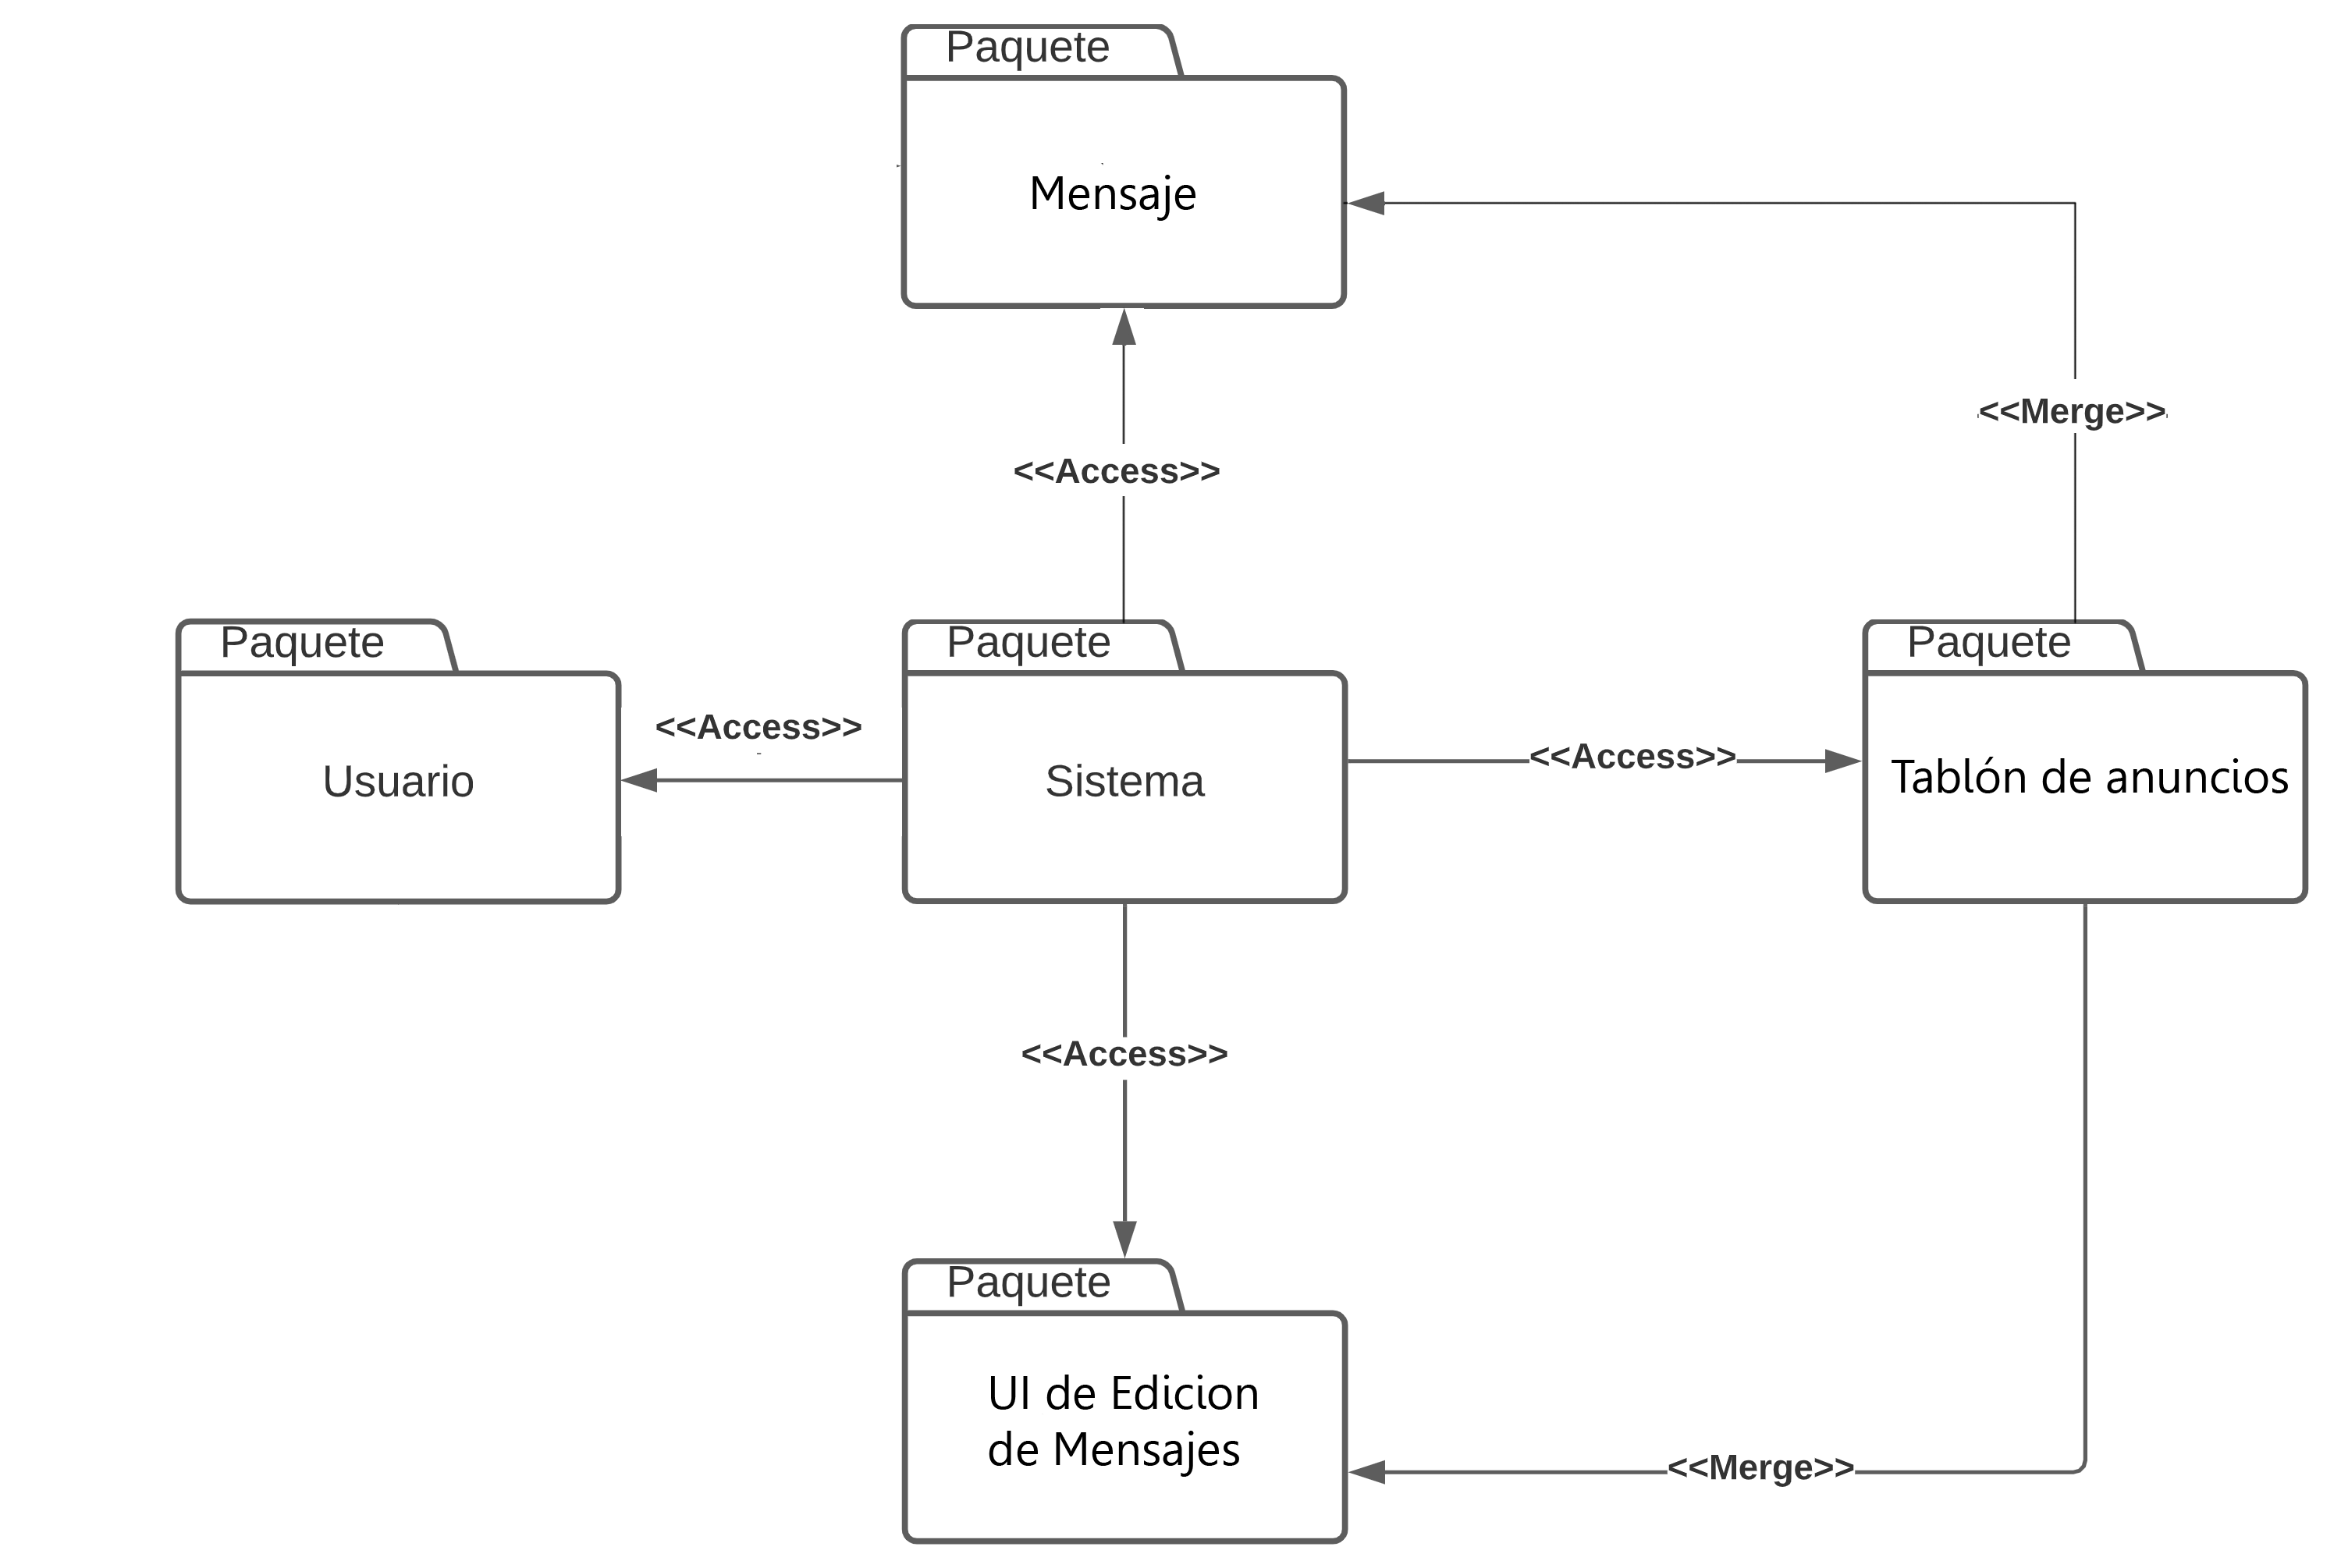 Paquete
Mensaje
<<Merge>>
<<Access>>
Paquete
Paquete
Paquete
<<Access>>
<<Access>>
Usuario
Sistema
Tablón de anuncios
<<Access>>
Paquete
UI de Edicion
de Mensajes
<<Merge>>